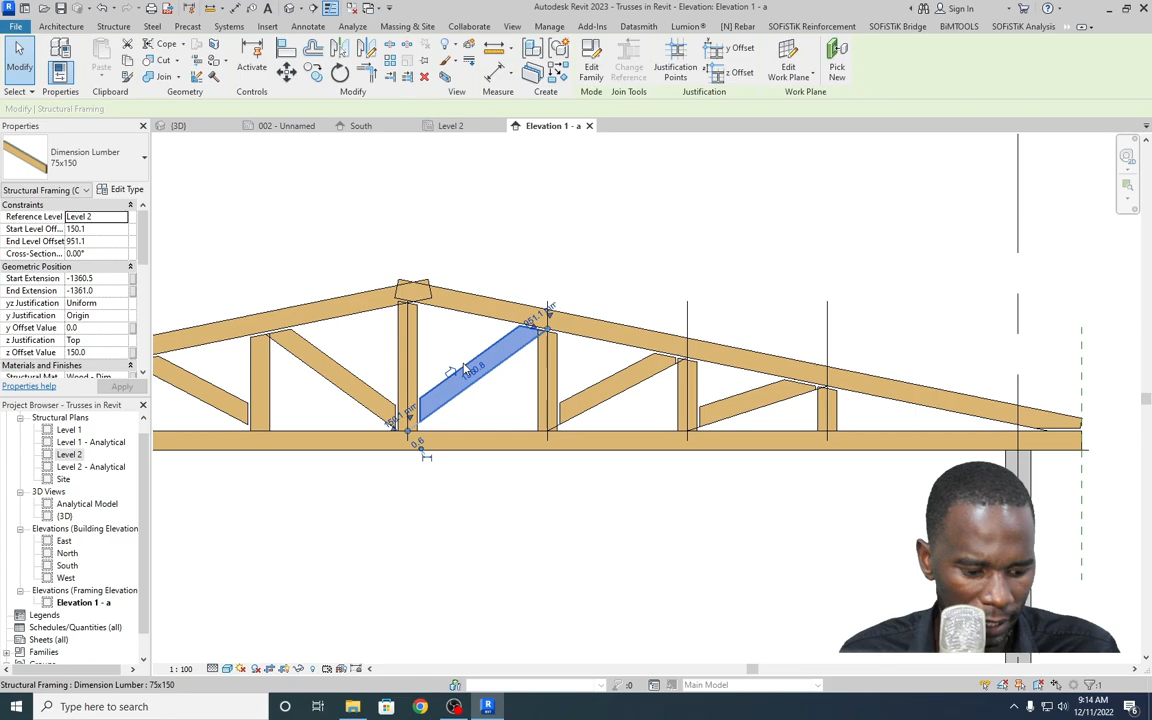 Autodesk Revit 2023 - Trusses in Revit - Elevation: Elevation 1 - a
Sign In
File Architecture Structure Steel Precast Systems Insert Annotate Analyze Massing & Site Collaborate View Manage Add-Ins Datasmith Lumion® [N] Rebar SOFiSTiK Reinforcement SOFiSTiK Bridge BiMTOOLS SOFiSTiK Analysis Modify
Cope
Cut
Join
y Offset
z Offset
Modify
Paste
Activate
Edit Family
Change Reference
Justification Points
Edit Work Plane
Pick New
Select Properties Clipboard Geometry Controls Modify View Measure Create Mode Join Tools Justification Work Plane
Modify | Structural Framing
Properties
{3D} 002 - Unnamed South Level 2 Elevation 1 - a
Dimension Lumber
75x150
Structural Framing (C
Edit Type
Constraints
Reference Level Level 2
Start Level Off... 150.1
End Level Offset 951.1
Cross-Section... 0.00°
Geometric Position
Start Extension -1360.5
End Extension -1361.0
yz Justification Uniform
y Justification Origin
y Offset Value 0.0
z Justification Top
z Offset Value 150.0
Materials and Finishes
Properties help
Apply
Project Browser - Trusses in Revit
Structural Plans
Level 1
Level 1 - Analytical
Level 2
Level 2 - Analytical
Site
3D Views
Analytical Model
{3D}
Elevations (Building Elevation
East
North
South
West
Elevations (Framing Elevation
Elevation 1 - a
Legends
Schedules/Quantities (all)
Sheets (all)
Families
951.1 mm
0.6
1 : 100
Structural Framing : Dimension Lumber : 75x150
:0
Main Model
:1
Type here to search
9:14 AM
12/11/2022